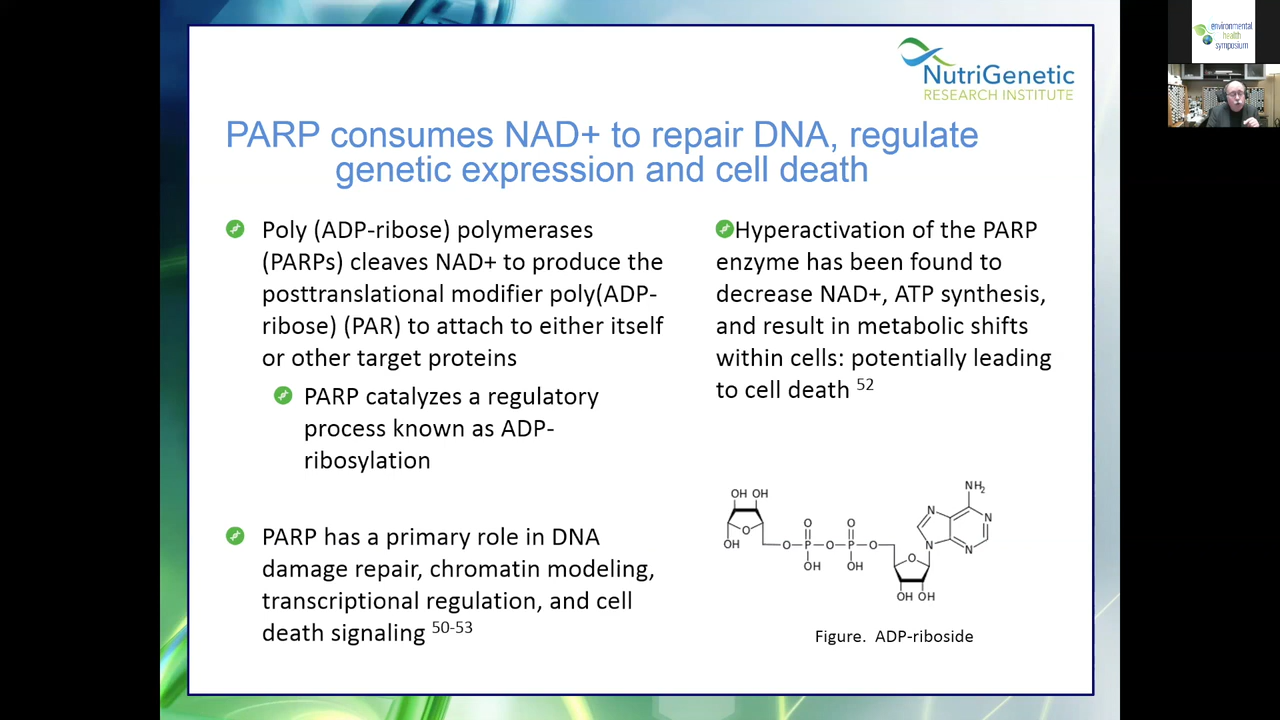 NutriGenetic
RESEARCH INSTITUTE
environmental
health
symposium
PARP consumes NAD+ to repair DNA, regulate
genetic expression and cell death
Poly (ADP-ribose) polymerases
(PARPs) cleaves NAD+ to produce the
posttranslational modifier poly(ADP-
ribose) (PAR) to attach to either itself
or other target proteins
PARP catalyzes a regulatory
process known as ADP-
ribosylation
PARP has a primary role in DNA
damage repair, chromatin modeling,
transcriptional regulation, and cell
death signaling 50-53
Hyperactivation of the PARP
enzyme has been found to
decrease NAD+, ATP synthesis,
and result in metabolic shifts
within cells: potentially leading
to cell death 52
NH2
OH OH
N N
O O
O
OH O P O P O N N
O
OH OH
OH OH
Figure. ADP-riboside